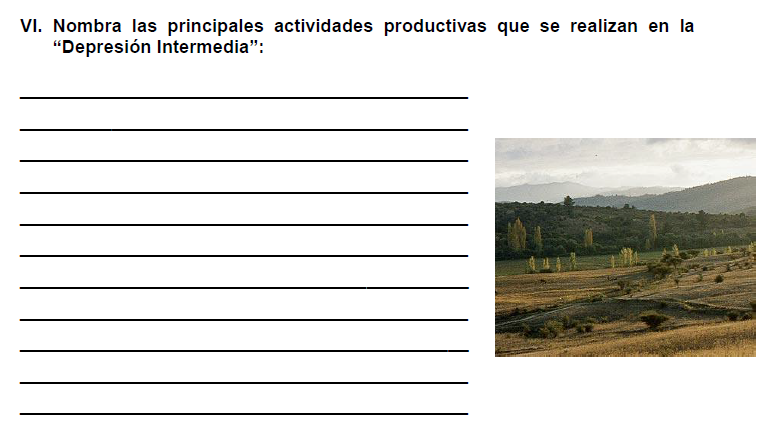 VI. Nombra las principales actividades productivas que se realizan en la
“Depresión Intermedia”: